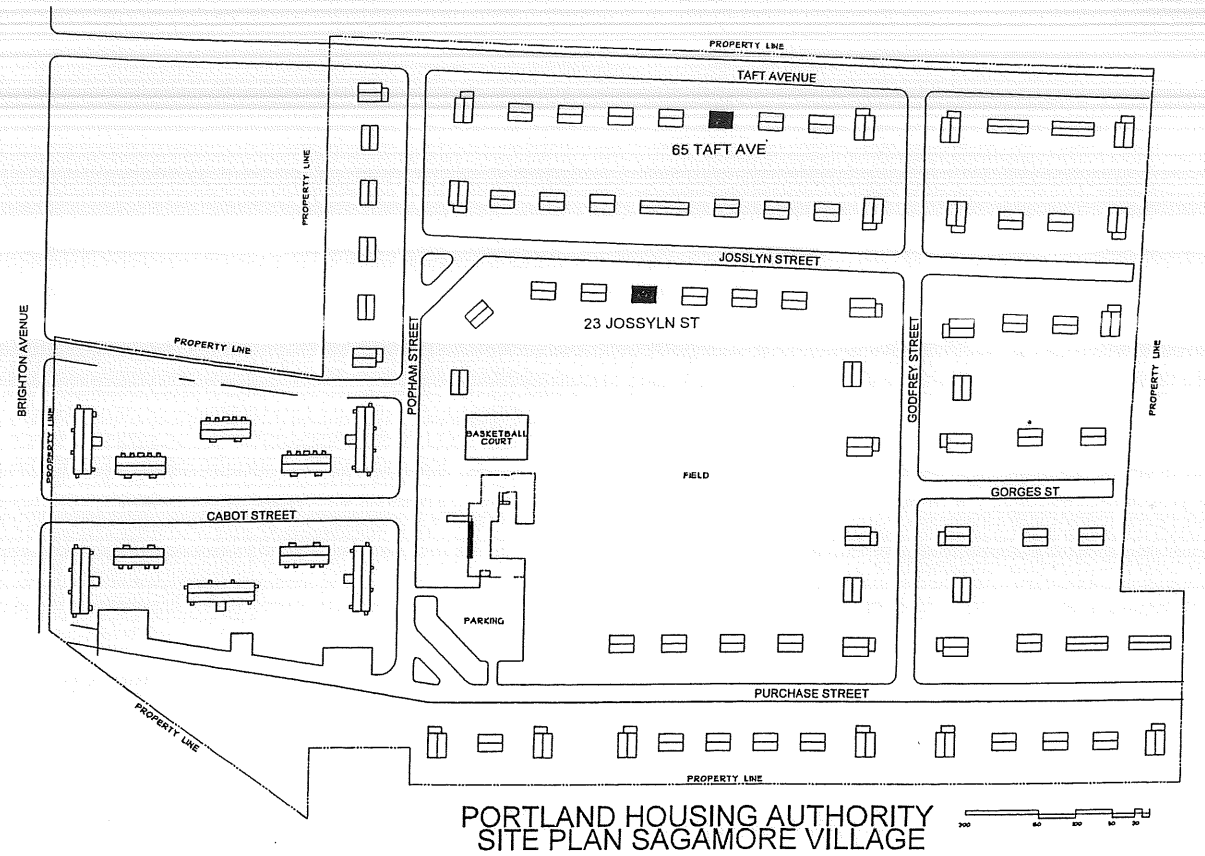 PROPERTY LINE
TAFT AVENUE
65 TAFT AVE
PROPERTY LINE
JOSSLYN STREET
23 JOSSYLN ST
BRIGHTON AVENUE
PROPERTY LINE
POPHAM STREET
GODFREY STREET
PROPERTY LINE
PROPERTY LINE
BASKETBALL
COURT
FIELD
GORGES ST
CABOT STREET
PARKING
PURCHASE STREET
PROPERTY LINE
PROPERTY LINE
PORTLAND HOUSING AUTHORITY
SITE PLAN SAGAMORE VILLAGE